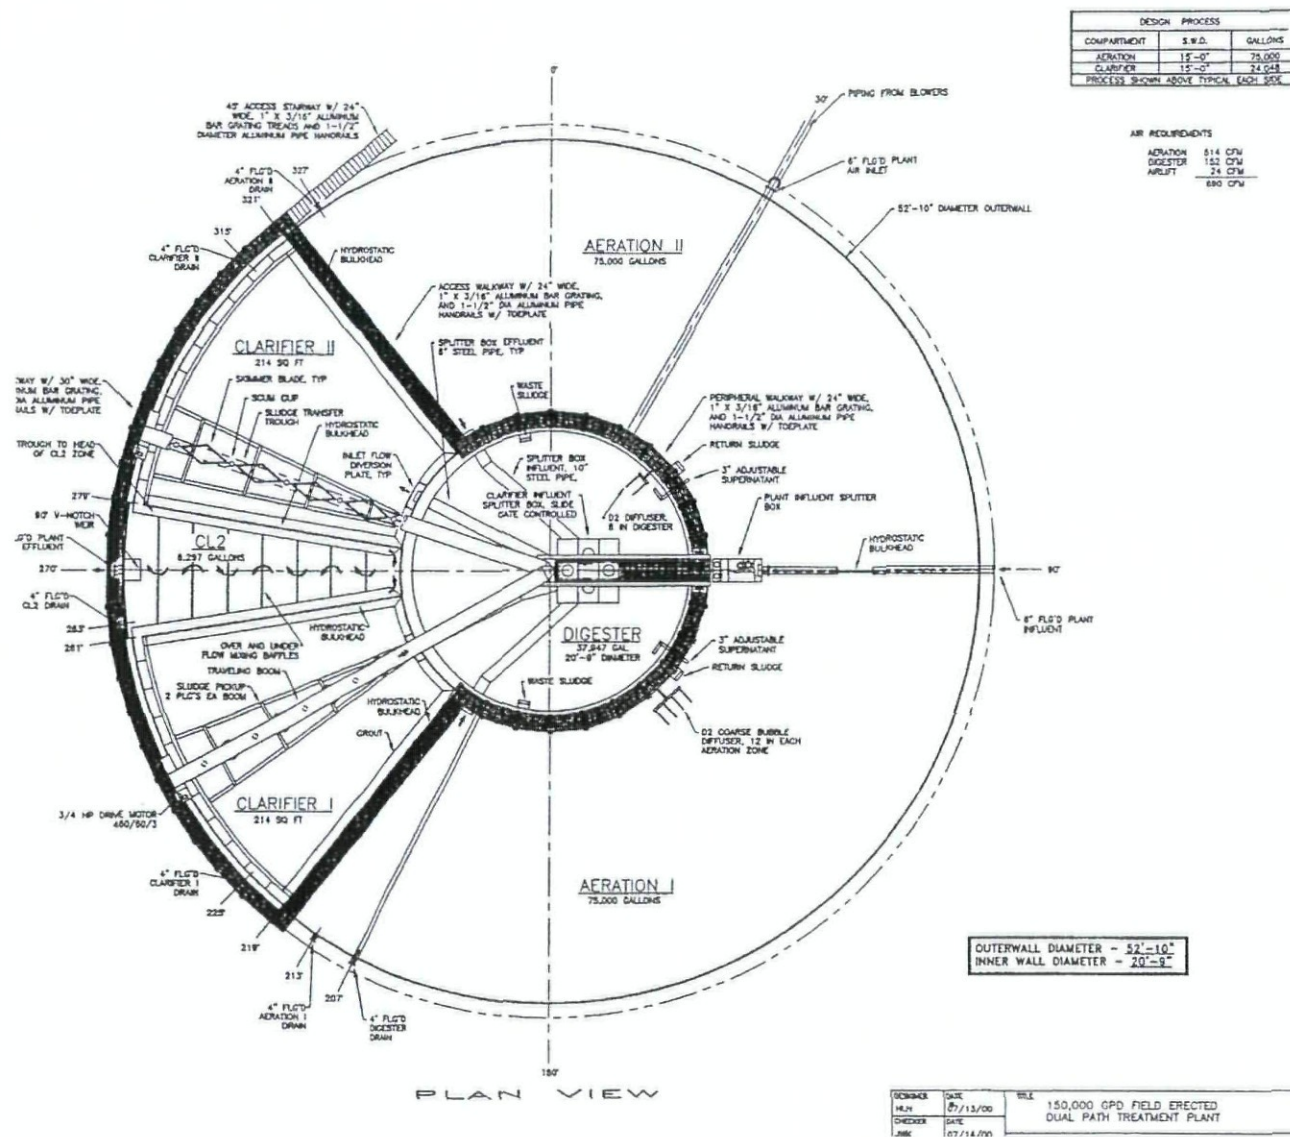 DESIGN PROCESS
COMPARTMENT S.W.D. GALLONS
AERATION 15'-0" 75,000
CLARIFIER 15'-0" 24,048
PROCESS SHOWN ABOVE TYPICAL EACH SIDE
AIR REQUIREMENTS
AERATION 514 CFM
DIGESTER 152 CFM
AIRLIFT 24 CFM
690 CFM
0'
30'
PIPING FROM BLOWERS
6" FLG'D PLANT
AIR INLET
52'-10" DIAMETER OUTERWALL
45' ACCESS STAIRWAY W/ 24"
WIDE, 1" X 3/16" ALUMINUM
BAR GRATING TREADS AND 1-1/2"
DIAMETER ALUMINUM PIPE HANDRAILS
4" FLG'D
AERATION II
DRAIN
327'
321'
315'
4" FLG'D
CLARIFIER II
DRAIN
HYDROSTATIC
BULKHEAD
AERATION II
75,000 GALLONS
ACCESS WALKWAY W/ 24" WIDE,
1" X 3/16" ALUMINUM BAR GRATING,
AND 1-1/2" DIA ALUMINUM PIPE
HANDRAILS W/ TOEPLATE
CLARIFIER II
214 SQ FT
SPLITTER BOX EFFLUENT
8" STEEL PIPE, TYP
SKIMMER BLADE, TYP
SCUM CUP
SLUDGE TRANSFER
TROUGH
HYDROSTATIC
BULKHEAD
WAY W/ 30" WIDE,
NUM BAR GRATING,
DIA ALUMINUM PIPE
RAILS W/ TOEPLATE
TROUGH TO HEAD
OF CL2 ZONE
INLET FLOW
DIVERSION
PLATE, TYP
WASTE
SLUDGE
SPLITTER BOX
INFLUENT, 10"
STEEL PIPE,
CLARIFIER INFLUENT
SPLITTER BOX, SLIDE
GATE CONTROLLED
PERIPHERAL WALKWAY W/ 24" WIDE,
1" X 3/16" ALUMINUM BAR GRATING,
AND 1-1/2" DIA ALUMINUM PIPE
HANDRAILS W/ TOEPLATE
RETURN SLUDGE
3" ADJUSTABLE
SUPERNATANT
PLANT INFLUENT SPLITTER
BOX
D2 DIFFUSER,
8 IN DIGESTER
HYDROSTATIC
BULKHEAD
279'
90' V-NOTCH
WEIR
FLG'D PLANT
EFFLUENT
270'
CL2
8,297 GALLONS
90'
8" FLG'D PLANT
INFLUENT
4" FLG'D
CL2 DRAIN
263'
261'
HYDROSTATIC
BULKHEAD
OVER AND UNDER
FLOW MIXING BAFFLES
TRAVELING BOOM
SLUDGE PICKUP
2 PLC'S EA BOOM
DIGESTER
37,947 GAL
20'-9" DIAMETER
3" ADJUSTABLE
SUPERNATANT
RETURN SLUDGE
WASTE SLUDGE
HYDROSTATIC
BULKHEAD
GROUT
D2 COARSE BUBBLE
DIFFUSER, 12 IN EACH
AERATION ZONE
CLARIFIER I
214 SQ FT
3/4 HP DRIVE MOTOR
460/60/3
4" FLG'D
CLARIFIER I
DRAIN
225'
219'
213'
207'
AERATION I
75,000 GALLONS
4" FLG'D
AERATION I
DRAIN
4" FLG'D
DIGESTER
DRAIN
OUTERWALL DIAMETER - 52'-10"
INNER WALL DIAMETER - 20'-9"
180'
PLAN VIEW
DESIGNER DATE TITLE
07/13/00 150,000 GPD FIELD ERECTED
DUAL PATH TREATMENT PLANT
CHECKER DATE
07/14/00